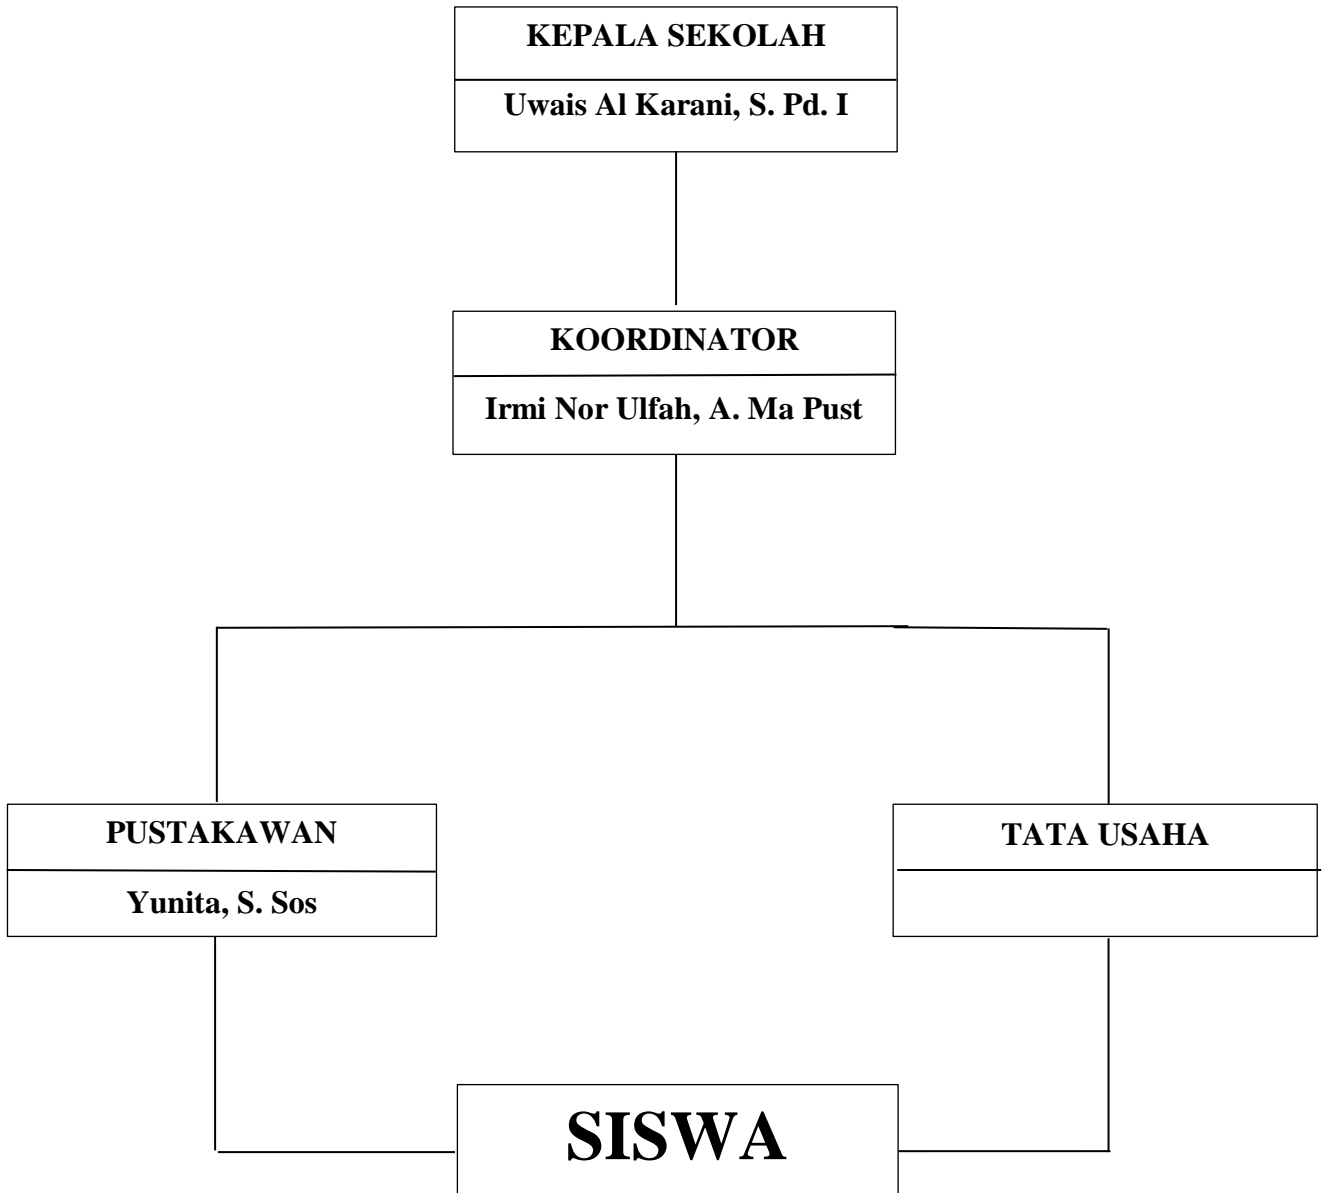 KEPALA SEKOLAH
Uwais Al Karani, S. Pd. I
KOORDINATOR
Irmi Nor Ulfah, A. Ma Pust
PUSTAKAWAN
Yunita, S. Sos
TATA USAHA
SISWA